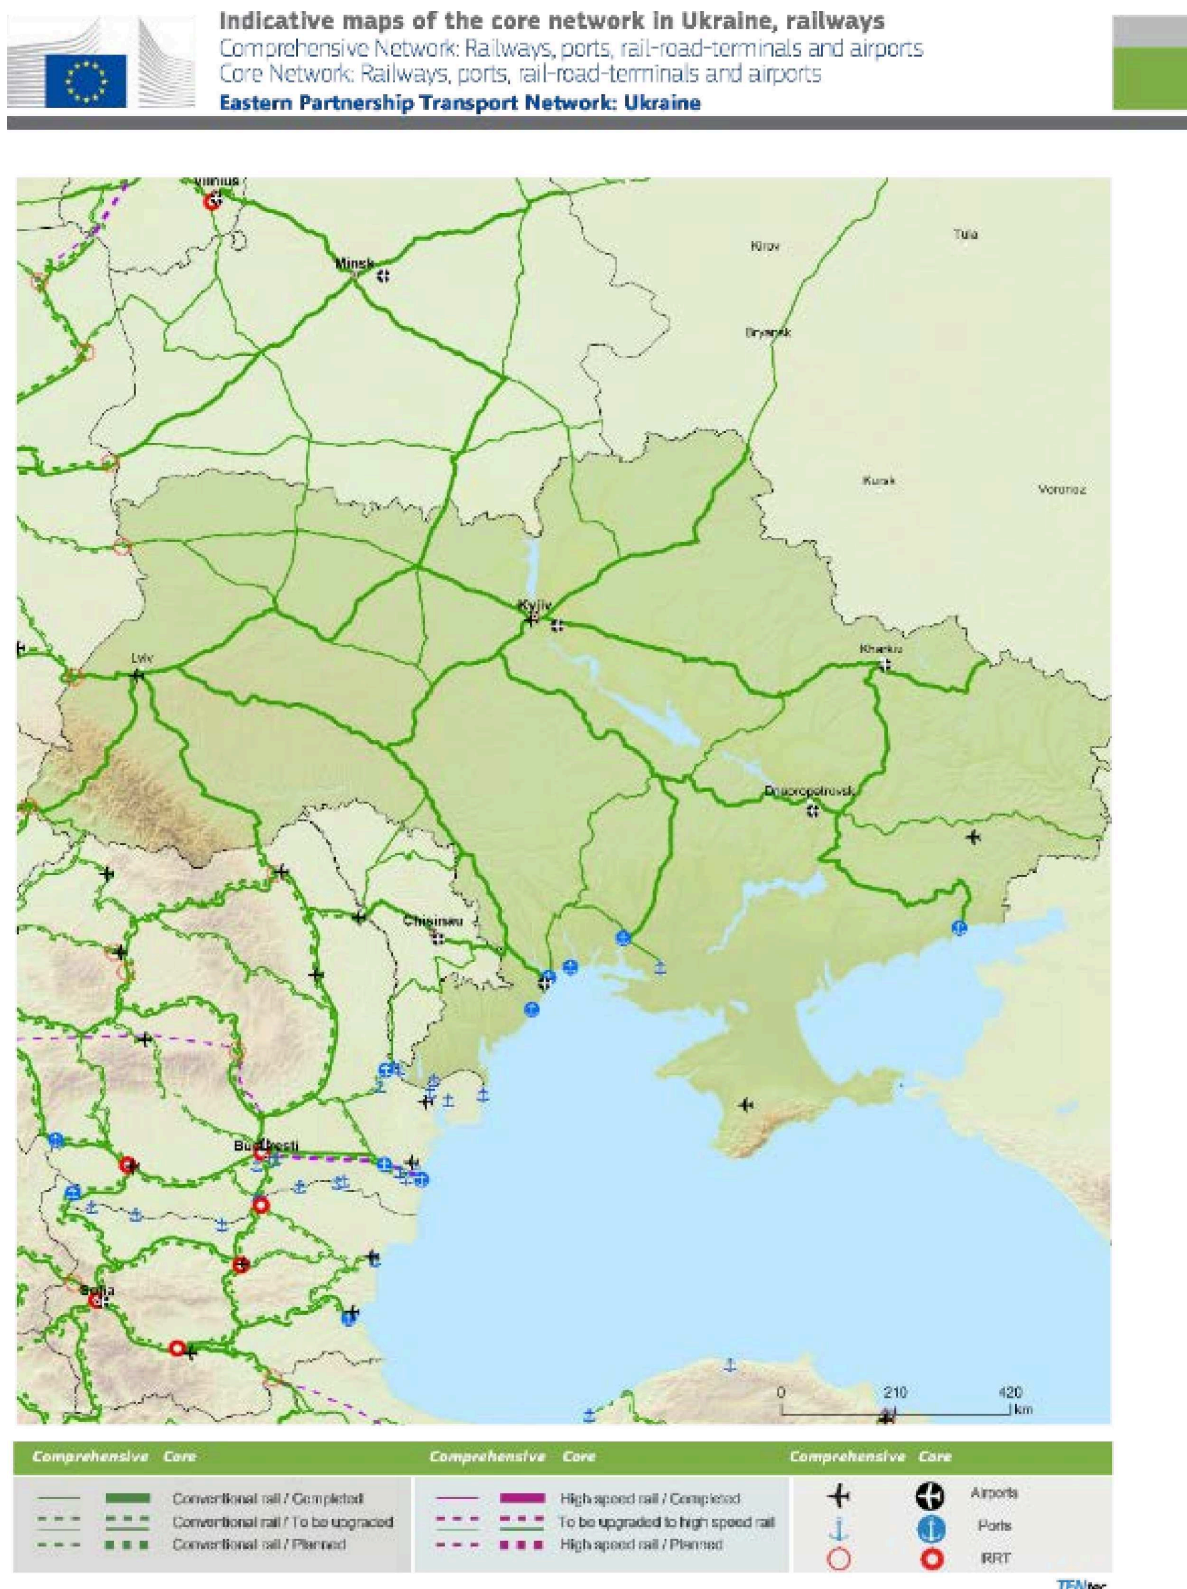 Indicative maps of the core network in Ukraine, railways
Comprehensive Network: Railways, ports, rail-road-terminals and airports
Core Network: Railways, ports, rail-road-terminals and airports
Eastern Partnership Transport Network: Ukraine
Vilnius
Tula
Kirov
Minsk
Bryansk
Kursk
Voronez
Kyjiv
Lviv
Kharkiv
Dnepropetrovsk
Chisinau
Bucuresti
Sofia
0 210 420
km
Comprehensive Core
Comprehensive Core
Comprehensive Core
Conventional rail / Completed
High speed rail / Completed
Airports
Conventional rail / To be upgraded
To be upgraded to high speed rail
Ports
Conventional rail / Planned
High speed rail / Planned
RRT
TENtec